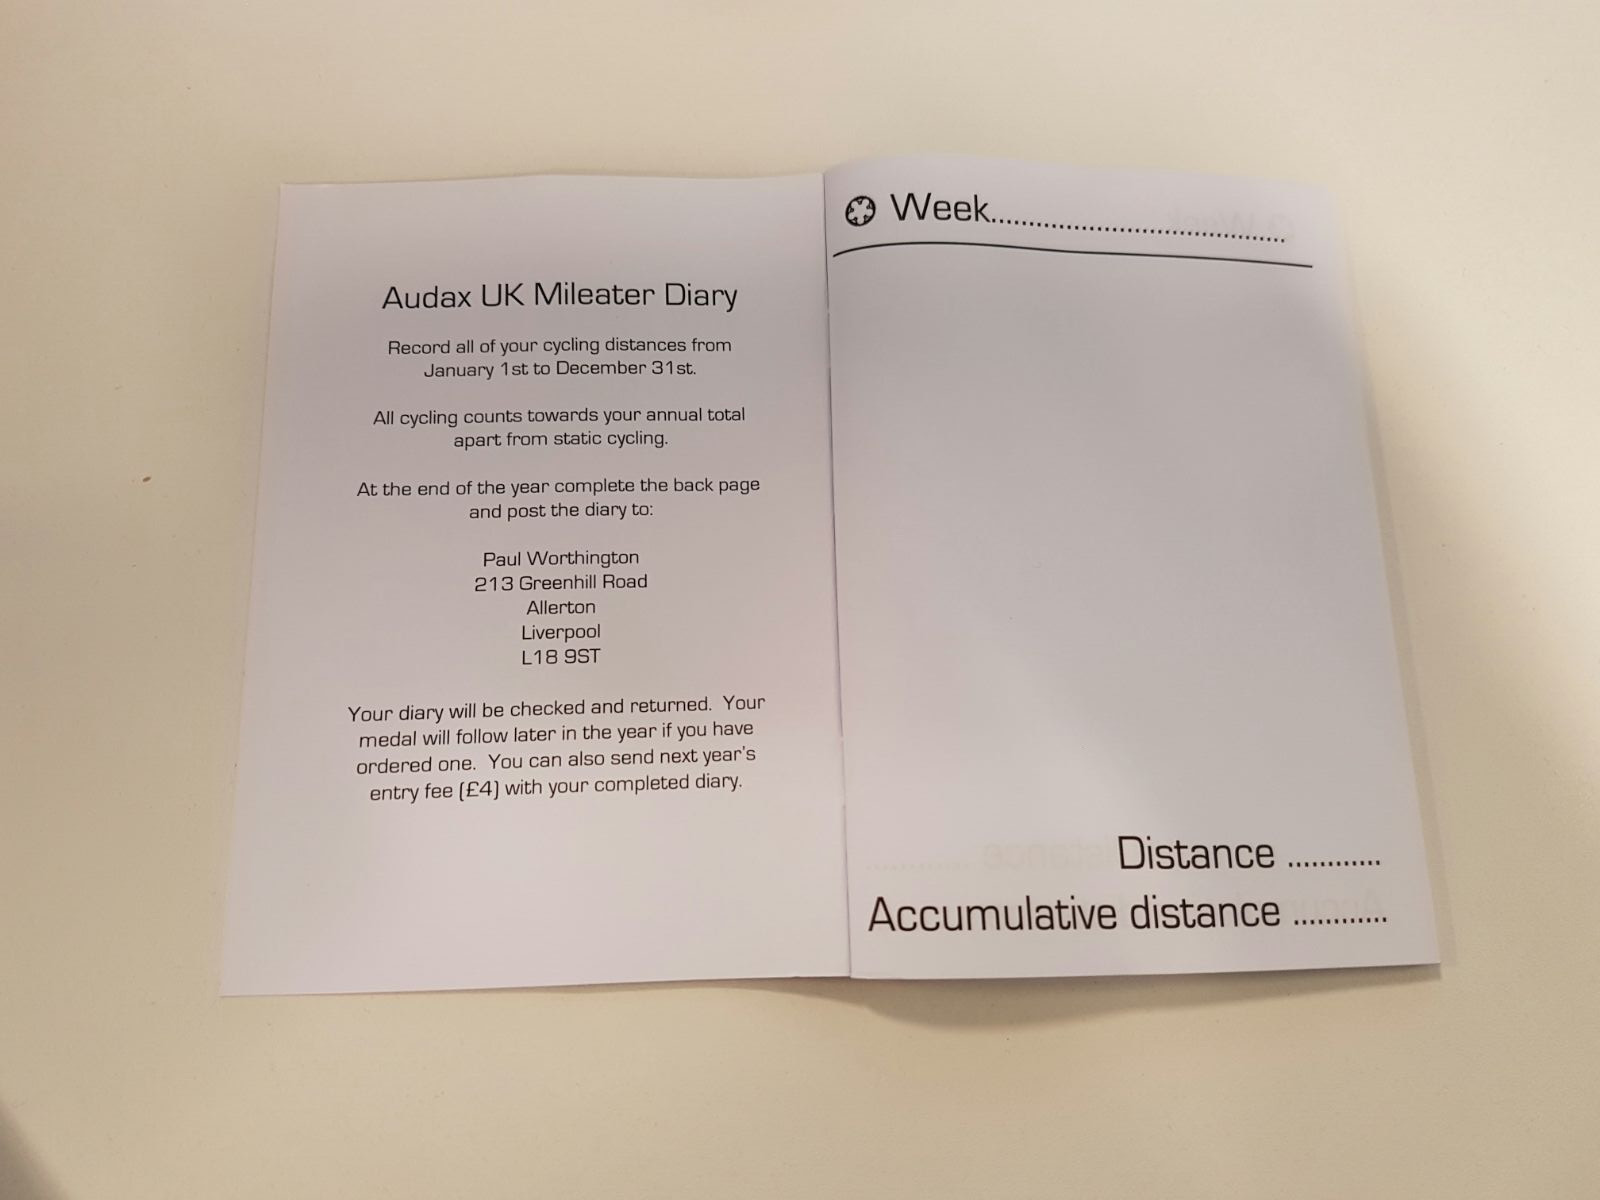 Audax UK Mileater Diary
Record all of your cycling distances from
January 1st to December 31st.
All cycling counts towards your annual total
apart from static cycling.
At the end of the year complete the back page
and post the diary to:
Paul Worthington
213 Greenhill Road
Allerton
Liverpool
L18 9ST
Your diary will be checked and returned.  Your
medal will follow later in the year if you have
ordered one.  You can also send next year's
entry fee (£4) with your completed diary.
Week......................................
Distance ............
Accumulative distance ............